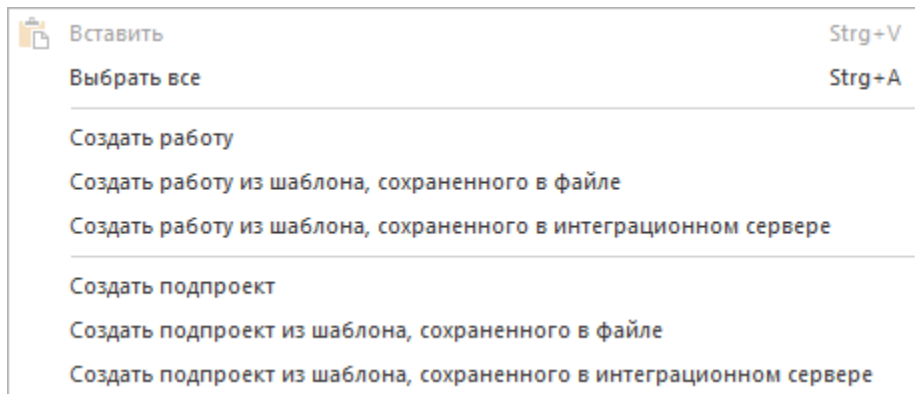 Вставить Strg+V
Выбрать все Strg+A
Создать работу
Создать работу из шаблона, сохраненного в файле
Создать работу из шаблона, сохраненного в интеграционном сервере
Создать подпроект
Создать подпроект из шаблона, сохраненного в файле
Создать подпроект из шаблона, сохраненного в интеграционном сервере